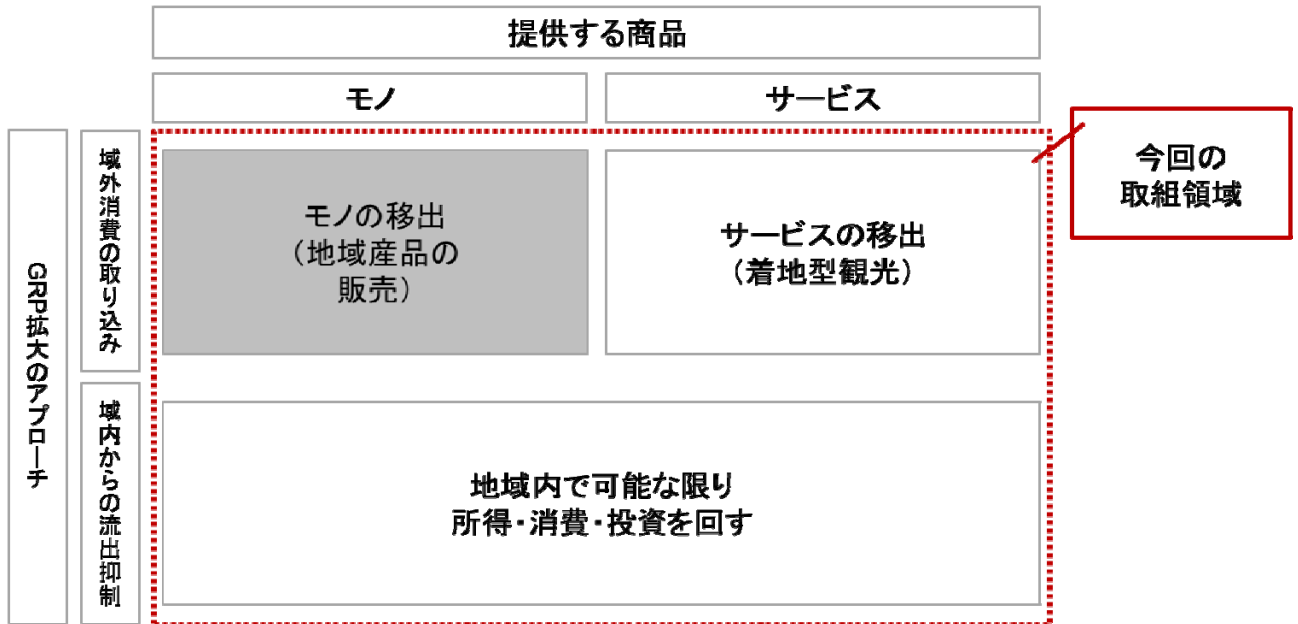 提供する商品
モノ
サービス
今回の
取組領域
GRP拡大のアプローチ
域外消費の取り込み
モノの移出
（地域産品の
販売）
サービスの移出
（着地型観光）
域内からの流出抑制
地域内で可能な限り
所得・消費・投資を回す